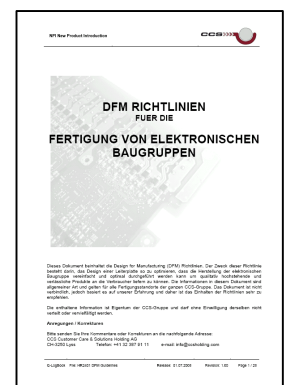 NPI New Product Introduction
CCS
DFM RICHTLINIEN
FUER DIE
FERTIGUNG VON ELEKTRONISCHEN
BAUGRUPPEN
Dieses Dokument beinhaltet die Design for Manufacturing (DFM) Richtlinien. Der Zweck dieser Richtlinie
besteht darin, das Design einer Leiterplatte so zu optimieren, dass die Herstellung der elektronischen
Baugruppe vereinfacht und optimal durchgeführt werden kann um qualitativ hochstehende und
verlässliche Produkte an die Verbraucher liefern zu können. Die Informationen in diesem Dokument sind
allgemeiner Art und gelten für alle Fertigungsstandorte der ganzen CCS-Gruppe. Das Dokument ist nicht
verbindlich, jedoch basiert es auf unserer Erfahrung und daher ist das Einhalten der Richtlinien sehr zu
empfehlen.
Die enthaltene Information ist Eigentum der CCS-Gruppe und darf ohne Einwilligung derselben nicht
verteilt oder vervielfältigt werden.
Anregungen / Korrekturen
Bitte senden Sie Ihre Kommentare oder Korrekturen an die nachfolgende Adresse:
CCS Customer Care & Solutions Holding AG
CH-3250 Lyss Telefon: +41 32 387 61 11 e-mail: info@ccsholding.com
Release: 01.07.2005 Revision: 1.00 Page 1 / 25